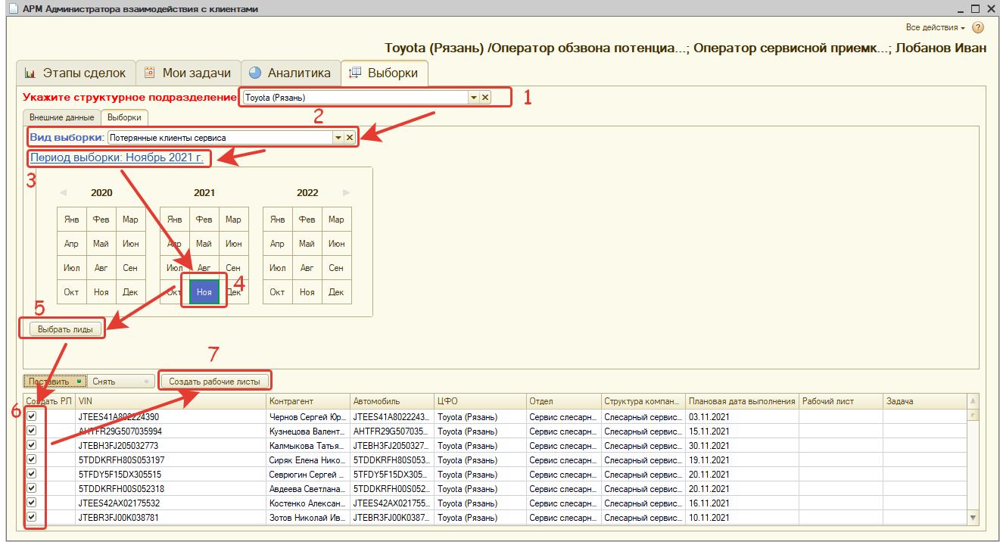 АРМ Администратора взаимодействия с клиентами
Все действия
Toyota (Рязань) /Оператор обзвона потенциа...; Оператор сервисной приемк...; Лобанов Иван
Этапы сделок Мои задачи Аналитика Выборки
Укажите структурное подразделение Toyota (Рязань) 1
Внешние данные Выборки 2
Вид выборки: Потерянные клиенты сервиса
Период выборки: Ноябрь 2021 г.
3
2020 2021 2022
Янв Фев Мар Янв Фев Мар Янв Фев Мар
Апр Май Июн Апр Май Июн Апр Май Июн
Июл Авг Сен Июл Авг Сен Июл Авг Сен
Окт Ноя Дек Окт Ноя Дек Окт Ноя Дек
4
5
Выбрать лиды
7
Поставить Снять Создать рабочие листы
Создать РЛ VIN Контрагент Автомобиль ЦФО Отдел Структура компан... Плановая дата выполнения Рабочий лист Задача
6
JTEES41A802224390 Чернов Сергей Юр... JTEES41A8022243... Toyota (Рязань) Сервис слесарн... Слесарный сервис... 03.11.2021
AHTFR29G507035994 Кузнецова Валент... AHTFR29G507035... Toyota (Рязань) Сервис слесарн... Слесарный сервис... 15.11.2021
JTEBH3FJ205032773 Калмыкова Татья... JTEBH3FJ2050327... Toyota (Рязань) Сервис слесарн... Слесарный сервис... 30.11.2021
5TDDKRFH80S053197 Сиряк Елена Нико... 5TDDKRFH80S053... Toyota (Рязань) Сервис слесарн... Слесарный сервис... 19.11.2021
5TFDY5F15DX305515 Севрюгин Сергей ... 5TFDY5F15DX305... Toyota (Рязань) Сервис слесарн... Слесарный сервис... 20.11.2021
5TDDKRFH00S052318 Авдеева Светлана... 5TDDKRFH00S052... Toyota (Рязань) Сервис слесарн... Слесарный сервис... 20.11.2021
JTEES42AX02175532 Костенко Алексан... JTEES42AX021755... Toyota (Рязань) Сервис слесарн... Слесарный сервис... 16.11.2021
JTEBR3FJ00K038781 Зотов Николай Ив... JTEBR3FJ00K0387... Toyota (Рязань) Сервис слесарн... Слесарный сервис... 10.11.2021